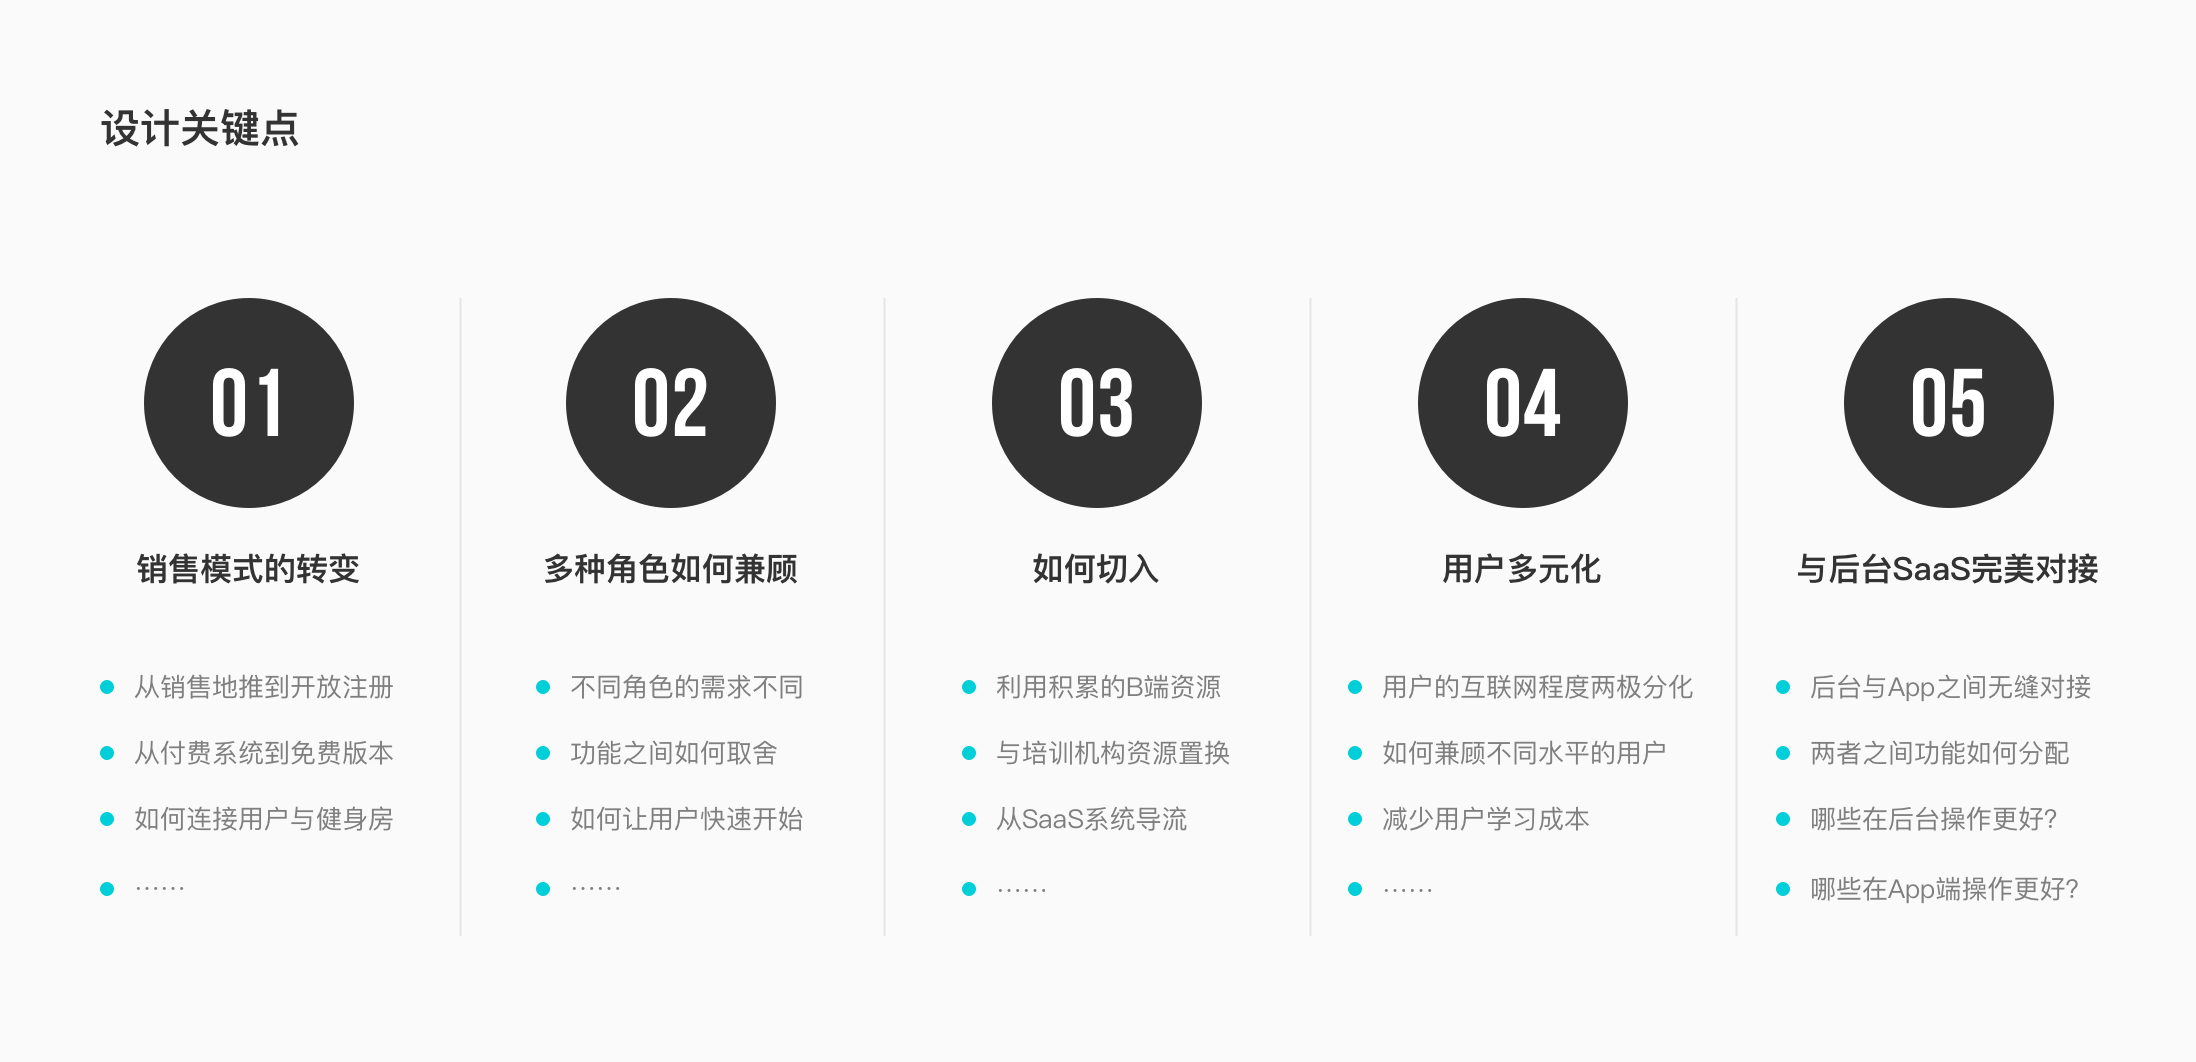 设计关键点
01
销售模式的转变
从销售地推到开放注册
从付费系统到免费版本
如何连接用户与健身房
······
02
多种角色如何兼顾
不同角色的需求不同
功能之间如何取舍
如何让用户快速开始
······
03
如何切入
利用积累的B端资源
与培训机构资源置换
从SaaS系统导流
······
04
用户多元化
用户的互联网程度两极分化
如何兼顾不同水平的用户
减少用户学习成本
······
05
与后台SaaS完美对接
后台与App之间无缝对接
两者之间功能如何分配
哪些在后台操作更好?
哪些在App端操作更好?